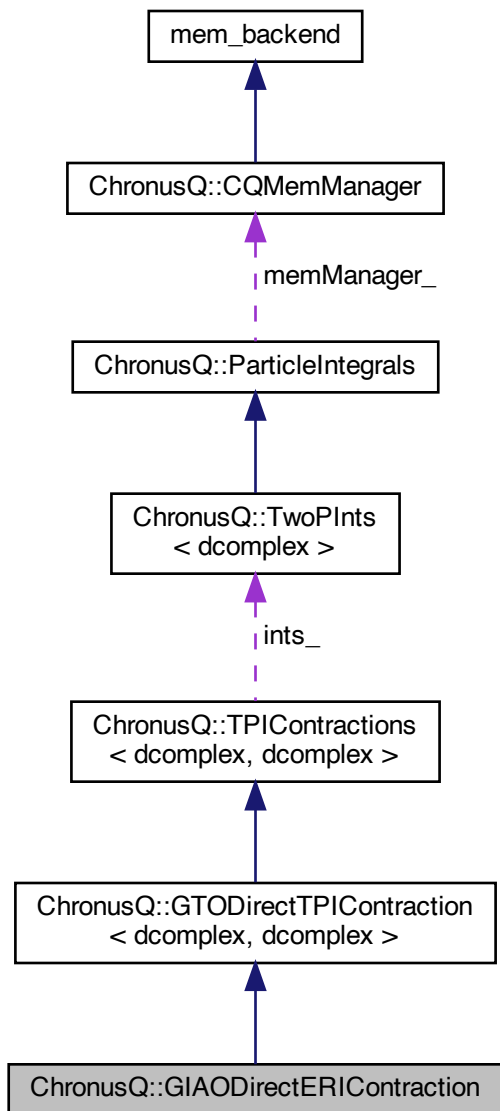 mem_backend
ChronusQ::CQMemManager
memManager_
ChronusQ::ParticleIntegrals
ChronusQ::TwoPInts
< dcomplex >
ints_
ChronusQ::TPIContractions
< dcomplex, dcomplex >
ChronusQ::GTODirectTPIContraction
< dcomplex, dcomplex >
ChronusQ::GIAODirectERIContraction